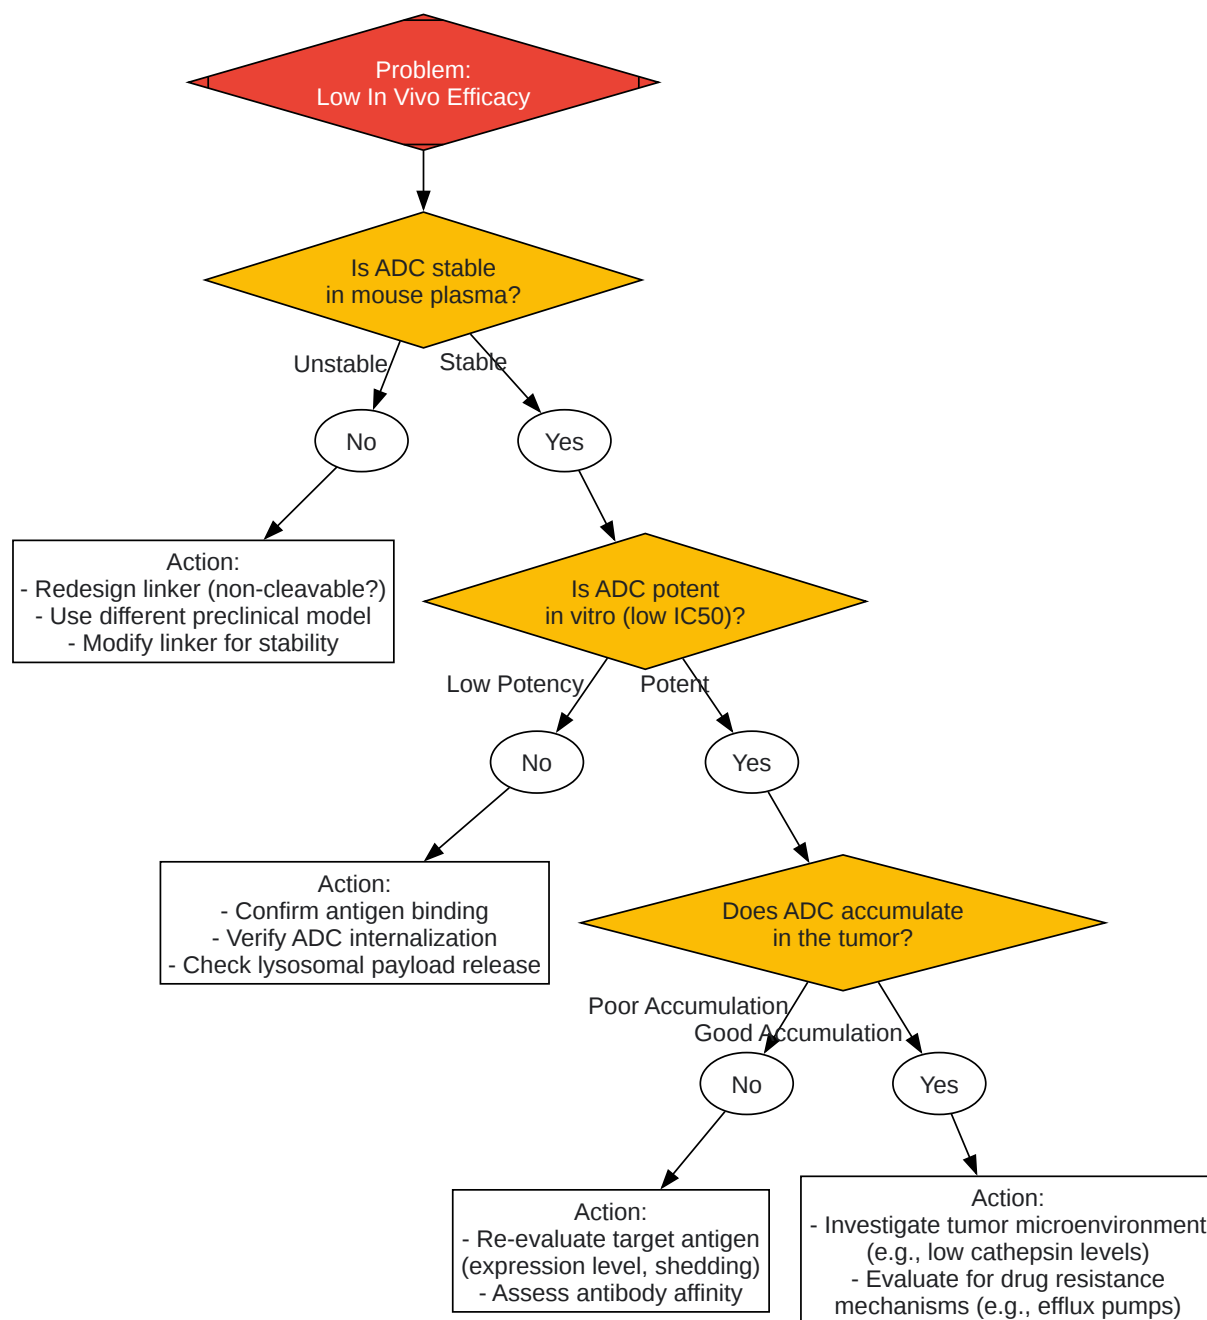 Problem:
Low In Vivo Efficacy
Is ADC stable
in mouse plasma?
Unstable
Stable
No
Yes
Action:
- Redesign linker (non-cleavable?)
- Use different preclinical model
- Modify linker for stability
Is ADC potent
in vitro (low IC50)?
Low Potency
Potent
No
Yes
Action:
- Confirm antigen binding
- Verify ADC internalization
- Check lysosomal payload release
Does ADC accumulate
in the tumor?
Poor Accumulation
Good Accumulation
No
Yes
Action:
- Re-evaluate target antigen
(expression level, shedding)
- Assess antibody affinity
Action:
- Investigate tumor microenvironment
(e.g., low cathepsin levels)
- Evaluate for drug resistance
mechanisms (e.g., efflux pumps)